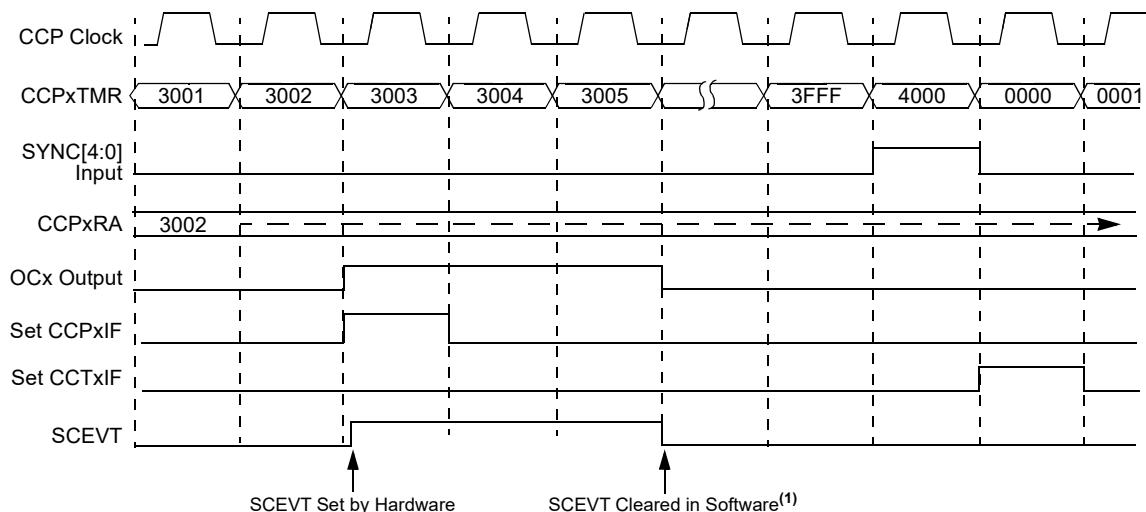 CCP Clock
CCPxTMR 3001 3002 3003 3004 3005 3FFF 4000 0000 0001
SYNC[4:0]
Input
CCPxRA 3002
OCx Output
Set CCPxIF
Set CCTxIF
SCEVT
SCEVT Set by Hardware SCEVT Cleared in Software(1)